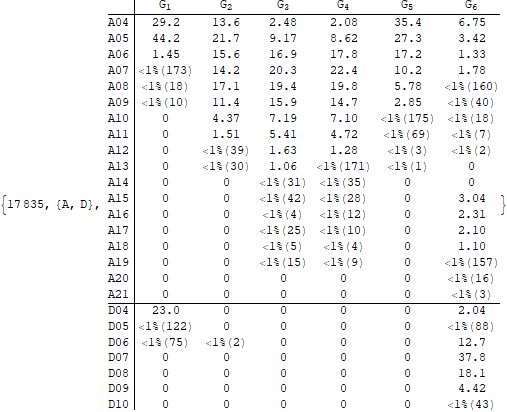 G1 G2 G3 G4 G5 G6
A04 29.2 13.6 2.48 2.08 35.4 6.75
A05 44.2 21.7 9.17 8.62 27.3 3.42
A06 1.45 15.6 16.9 17.8 17.2 1.33
A07 <1%(173) 14.2 20.3 22.4 10.2 1.78
A08 <1%(18) 17.1 19.4 19.8 5.78 <1%(160)
A09 <1%(10) 11.4 15.9 14.7 2.85 <1%(40)
A10 0 4.37 7.19 7.10 <1%(175) <1%(18)
A11 0 1.51 5.41 4.72 <1%(69) <1%(7)
A12 0 <1%(39) 1.63 1.28 <1%(3) <1%(2)
A13 0 <1%(30) 1.06 <1%(171) <1%(1) 0
A14 0 0 <1%(31) <1%(35) 0 0
{17835, {A, D}, A15 0 0 <1%(42) <1%(28) 0 3.04 }
A16 0 0 <1%(4) <1%(12) 0 2.31
A17 0 0 <1%(25) <1%(10) 0 2.10
A18 0 0 <1%(5) <1%(4) 0 1.10
A19 0 0 <1%(15) <1%(9) 0 <1%(157)
A20 0 0 0 0 0 <1%(16)
A21 0 0 0 0 0 <1%(3)
D04 23.0 0 0 0 0 2.04
D05 <1%(122) 0 0 0 0 <1%(88)
D06 <1%(75) <1%(2) 0 0 0 12.7
D07 0 0 0 0 0 37.8
D08 0 0 0 0 0 18.1
D09 0 0 0 0 0 4.42
D10 0 0 0 0 0 <1%(43)